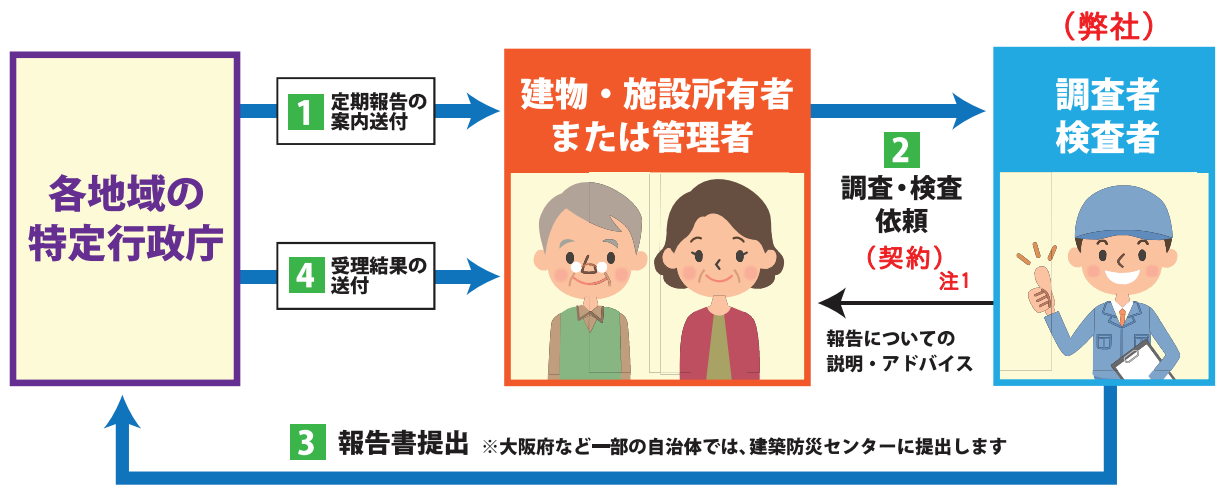 （弊社）
各地域の
特定行政庁
1 定期報告の
案内送付
建物・施設所有者
または管理者
調査者
検査者
2
調査・検査
依頼
（契約）
注1
報告についての
説明・アドバイス
4 受理結果の
送付
3 報告書提出 ※大阪府など一部の自治体では、建築防災センターに提出します